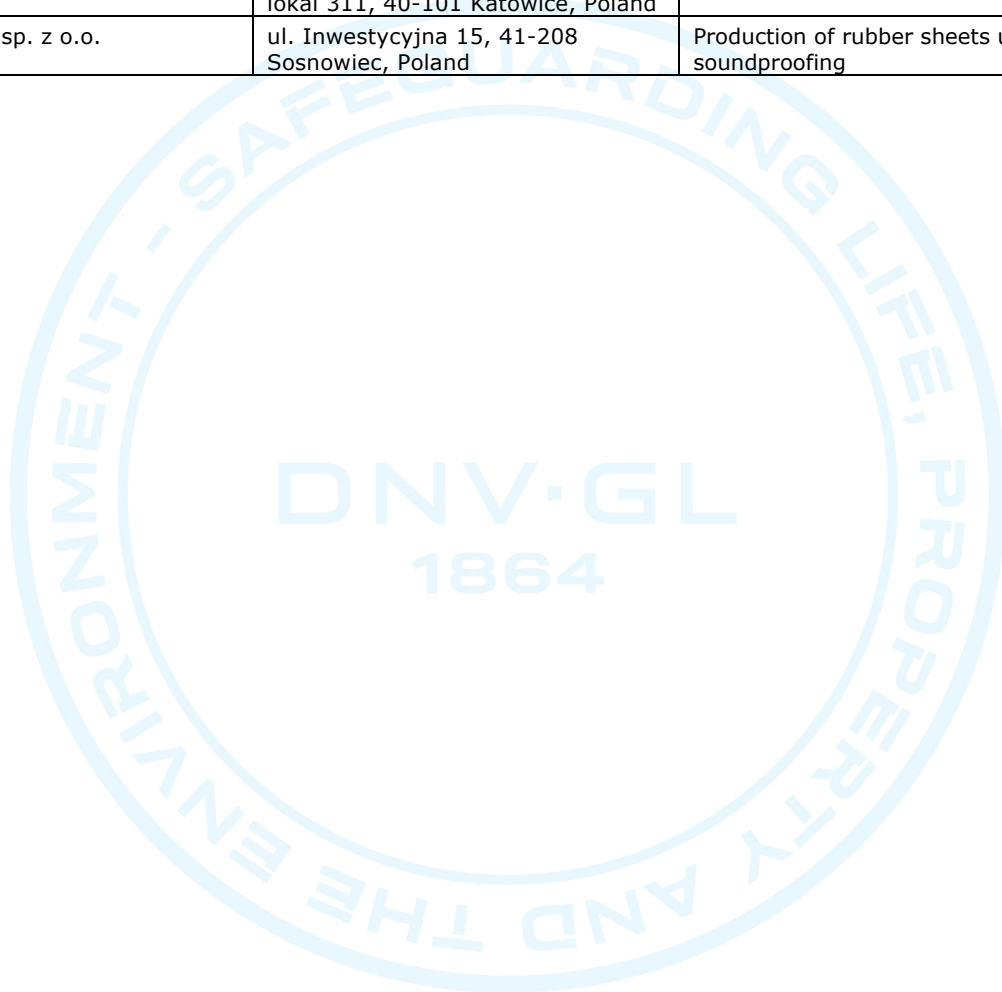 lokal 311, 40-101 Katowice, Poland
sp. z o.o.
ul. Inwestycyjna 15, 41-208
Sosnowiec, Poland
Production of rubber sheets
soundproofing
SAFEGUARDING LIFE, PROPERTY AND THE ENVIRONMENT -
DNV·GL
1864